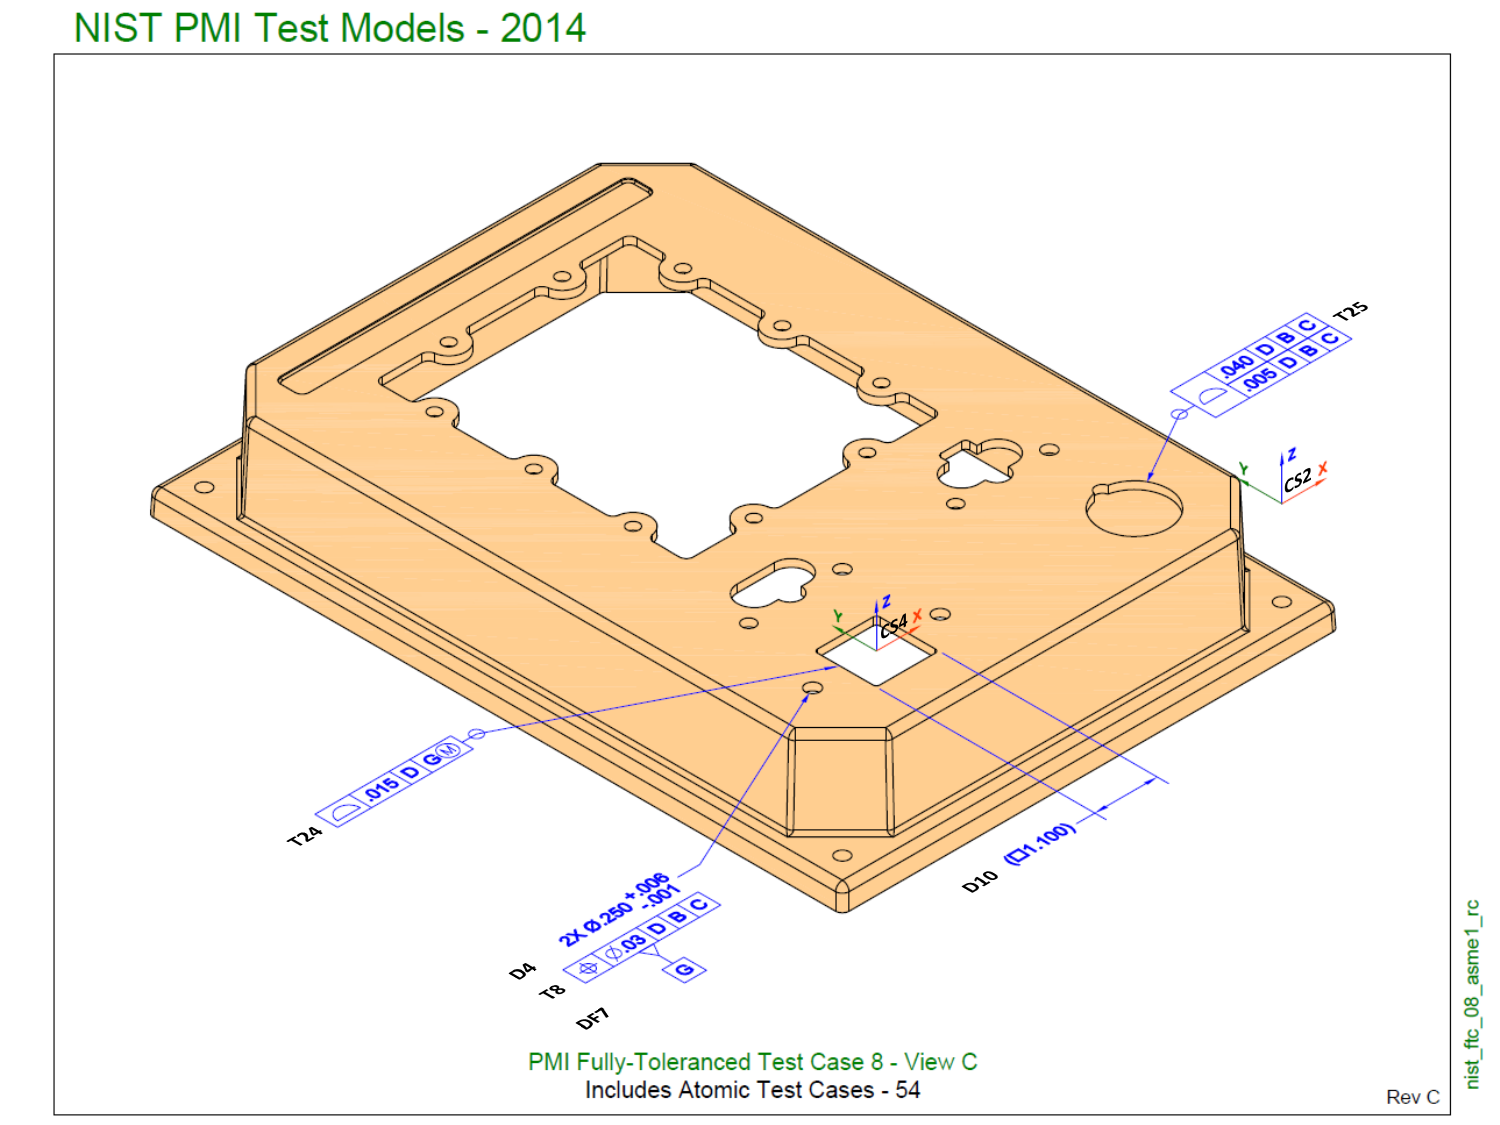 NIST PMI Test Models - 2014
T25
.040 D B C
.005 D B C
Z
Y X
CS2
Z
Y X
CS4
.015 D GⓂ
T24
D10 (□1.100)
2X Ø.250 +.006 -.001
D4
⌖ Ø.03 D B C
T8
G
DF7
PMI Fully-Toleranced Test Case 8 - View C
Includes Atomic Test Cases - 54
Rev C
nist_ftc_08_asme1_rc